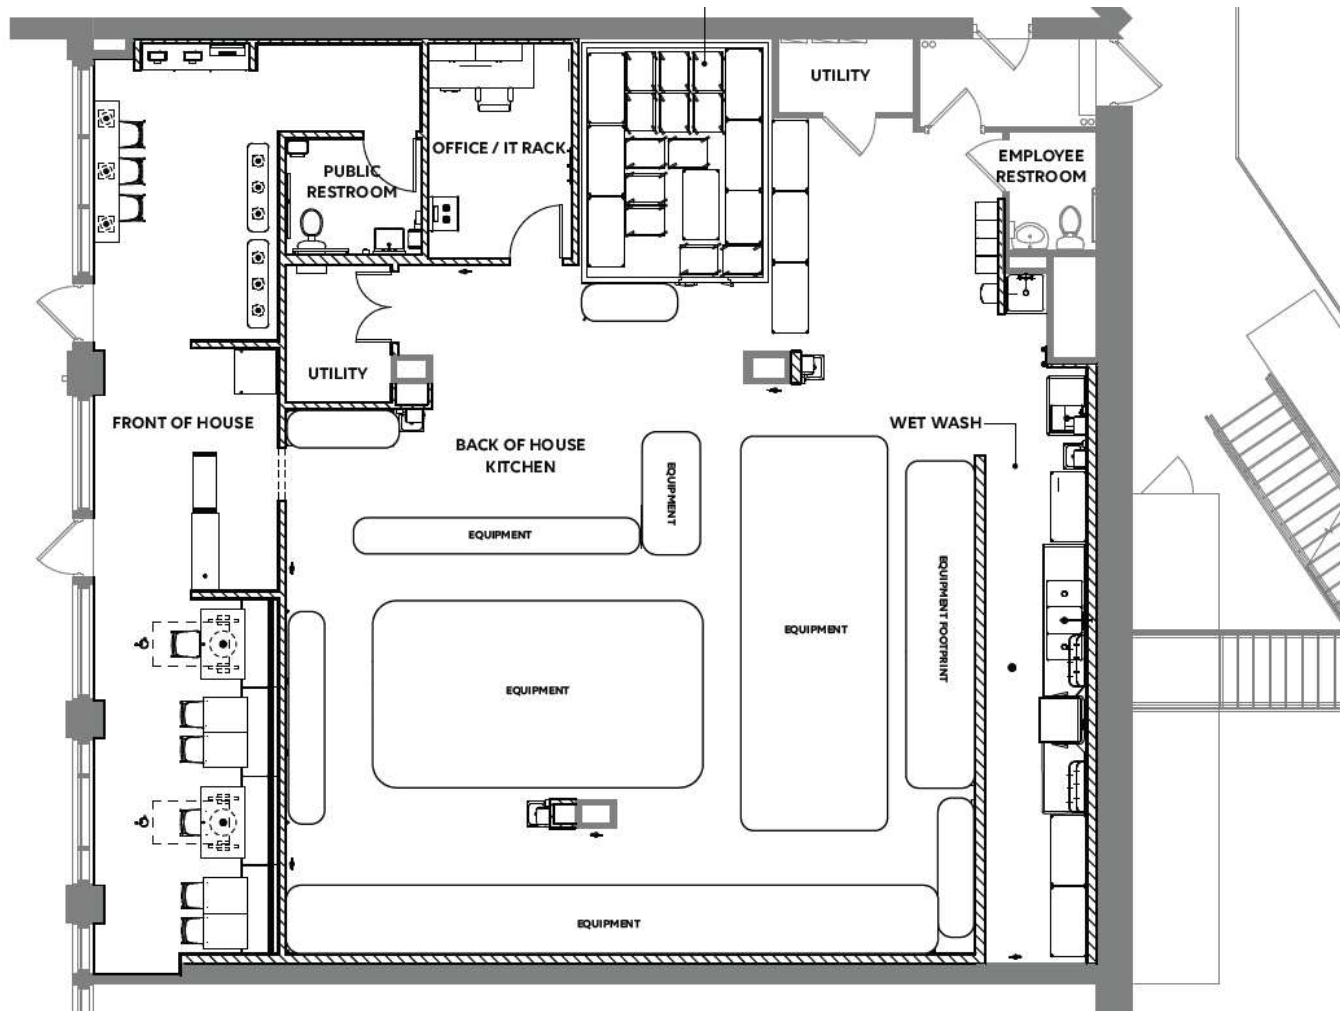 UTILITY
OFFICE / IT RACK
PUBLIC
RESTROOM
EMPLOYEE
RESTROOM
UTILITY
FRONT OF HOUSE
BACK OF HOUSE
KITCHEN
WET WASH
EQUIPMENT
EQUIPMENT
EQUIPMENT
EQUIPMENT FOOTPRINT
EQUIPMENT
EQUIPMENT